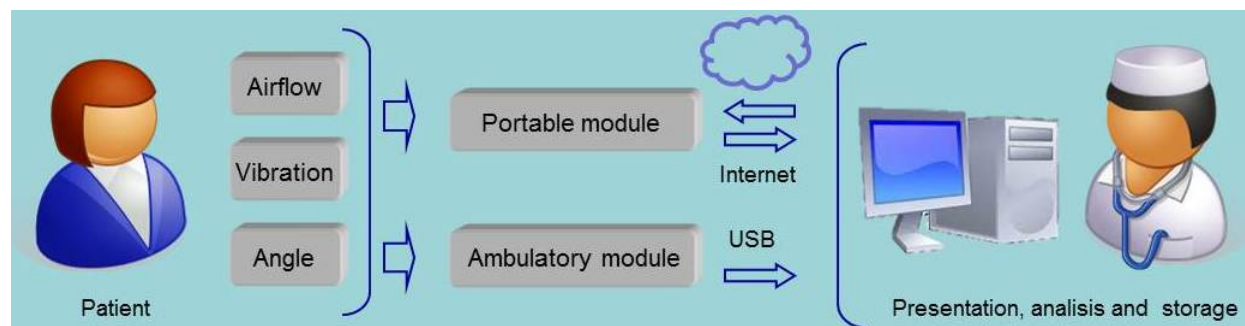 Airflow
Vibration
Angle
Patient
Portable module
Ambulatory module
Internet
USB
Presentation, analisis and storage